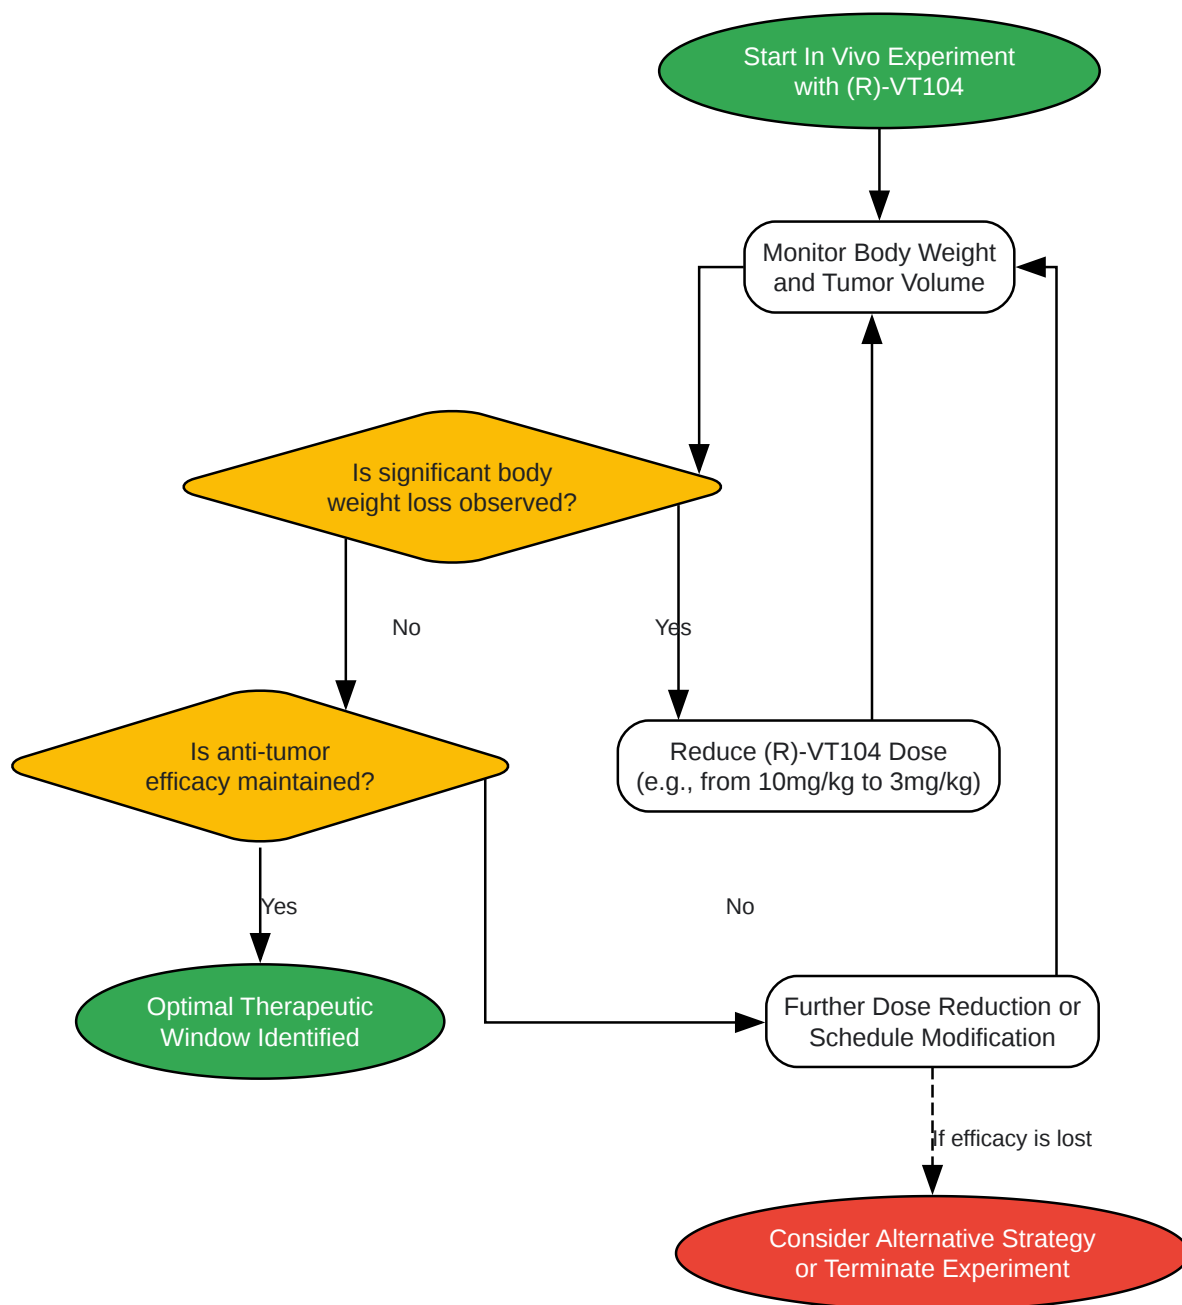 Start In Vivo Experiment
with (R)-VT104
Monitor Body Weight
and Tumor Volume
Is significant body
weight loss observed?
No
Yes
Is anti-tumor
efficacy maintained?
Reduce (R)-VT104 Dose
(e.g., from 10mg/kg to 3mg/kg)
Yes
No
Optimal Therapeutic
Window Identified
Further Dose Reduction or
Schedule Modification
If efficacy is lost
Consider Alternative Strategy
or Terminate Experiment